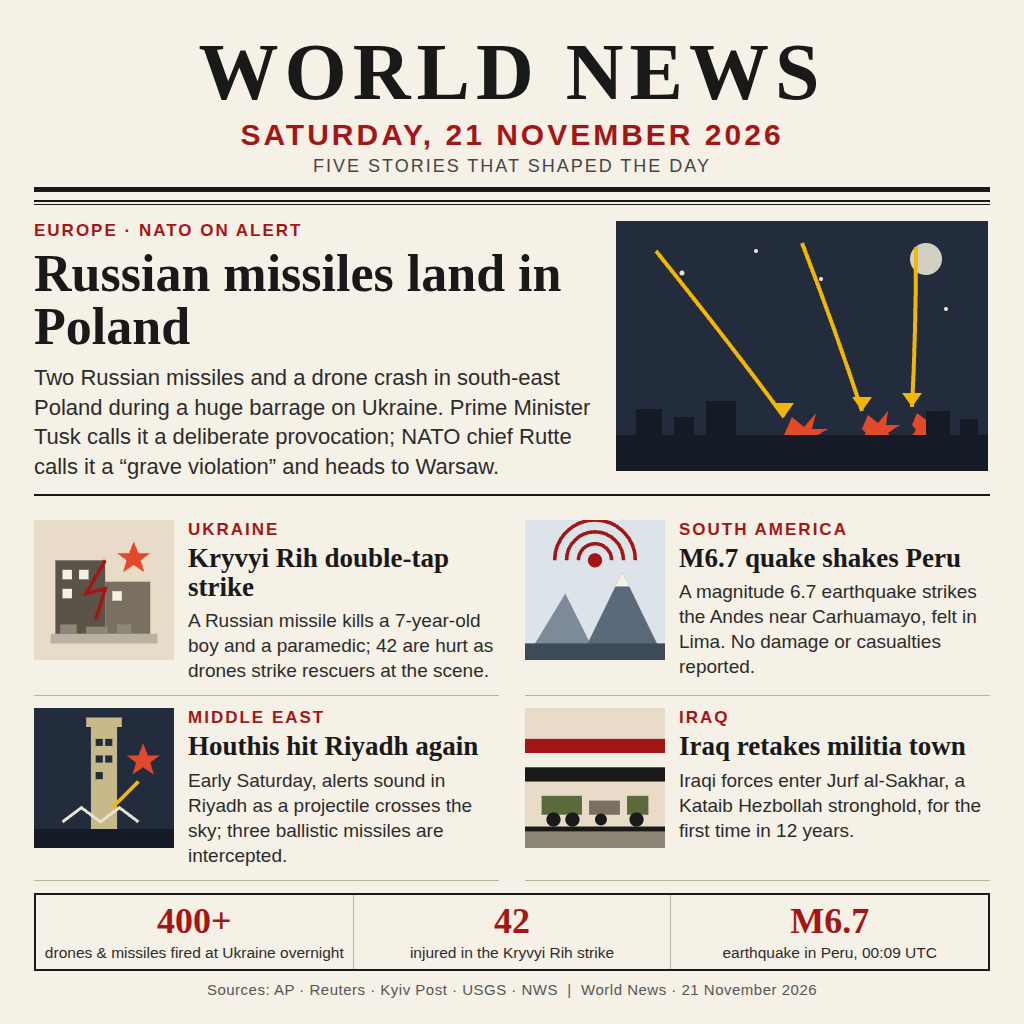 WORLD NEWS
SATURDAY, 21 NOVEMBER 2026
FIVE STORIES THAT SHAPED THE DAY
EUROPE · NATO ON ALERT
Russian missiles land in
Poland
Two Russian missiles and a drone crash in south-east
Poland during a huge barrage on Ukraine. Prime Minister
Tusk calls it a deliberate provocation; NATO chief Rutte
calls it a “grave violation” and heads to Warsaw.
UKRAINE
Kryvyi Rih double-tap
strike
A Russian missile kills a 7-year-old
boy and a paramedic; 42 are hurt as
drones strike rescuers at the scene.
SOUTH AMERICA
M6.7 quake shakes Peru
A magnitude 6.7 earthquake strikes
the Andes near Carhuamayo, felt in
Lima. No damage or casualties
reported.
MIDDLE EAST
Houthis hit Riyadh again
Early Saturday, alerts sound in
Riyadh as a projectile crosses the
sky; three ballistic missiles are
intercepted.
IRAQ
Iraq retakes militia town
Iraqi forces enter Jurf al-Sakhar, a
Kataib Hezbollah stronghold, for the
first time in 12 years.
400+
drones & missiles fired at Ukraine overnight
42
injured in the Kryvyi Rih strike
M6.7
earthquake in Peru, 00:09 UTC
Sources: AP · Reuters · Kyiv Post · USGS · NWS | World News · 21 November 2026